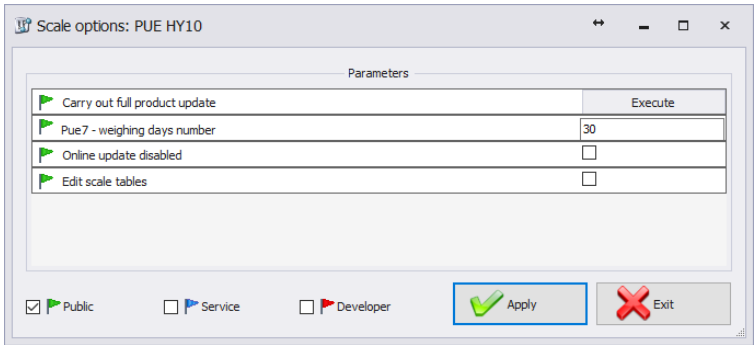 Scale options: PUE HY10
Parameters
Carry out full product update Execute
Pue7 - weighing days number 30
Online update disabled
Edit scale tables
Public Service Developer Apply Exit